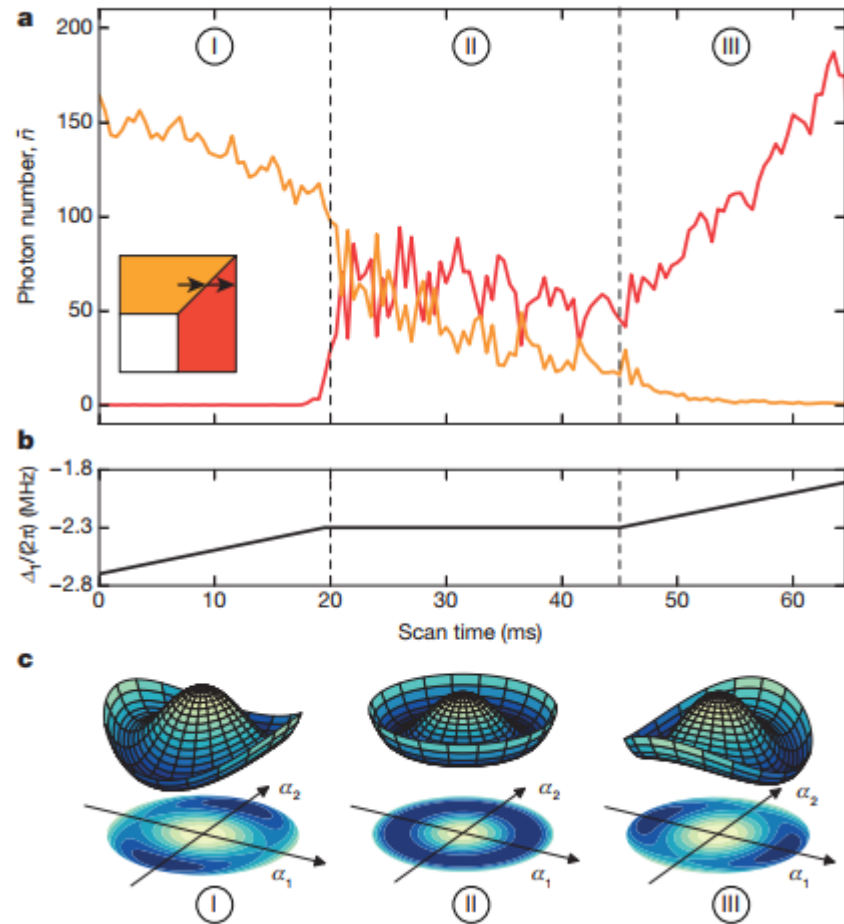 a
200
150
100
50
0
Photon number, n̄
I
II
III
b
−1.8
−2.3
−2.8
Δ₁/(2π) (MHz)
0
10
20
30
40
50
60
Scan time (ms)
c
α₂
α₁
I
α₂
α₁
II
α₂
α₁
III